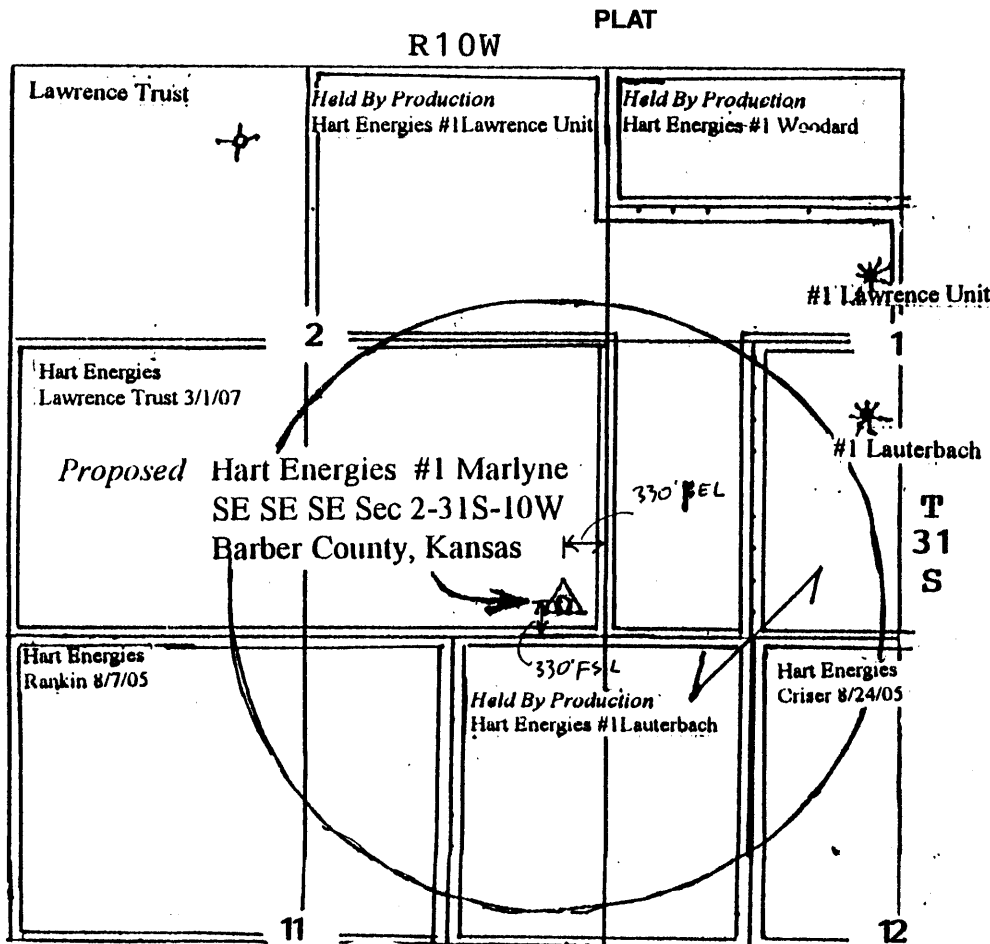 PLAT
R10W
Lawrence Trust
Held By Production
Hart Energies #1Lawrence Unit
Held By Production
Hart Energies #1 Woodard
#1 Lawrence Unit
2
1
Hart Energies
Lawrence Trust 3/1/07
#1 Lauterbach
Proposed Hart Energies #1 Marlyne
SE SE SE Sec 2-31S-10W
Barber County, Kansas
330' FEL
T
31
S
330' FSL
Hart Energies
Rankin 8/7/05
Held By Production
Hart Energies #1Lauterbach
Hart Energies
Criser 8/24/05
11
12